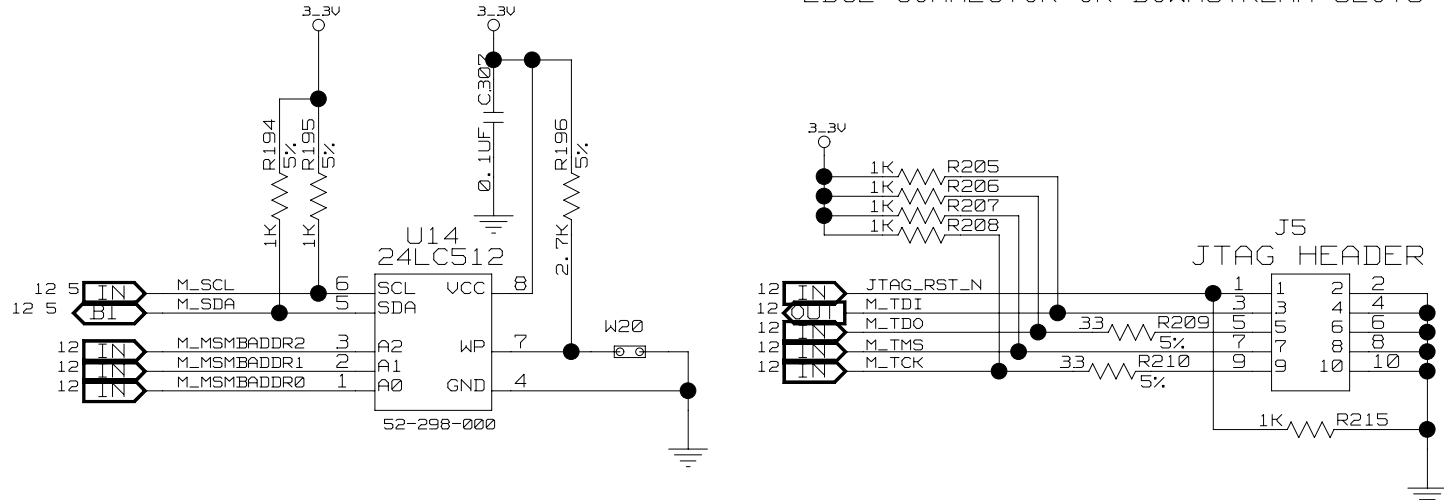 3_3V
3_3V
C307
0.1UF
R194
5%
1K
R195
5%
1K
R196
5%
2.7K
U14
24LC512
12 5 IN M_SCL 6 SCL VCC 8
12 5 BI M_SDA 5 SDA
12 IN M_MSMBADDR2 3 A2 WP 7 W20
12 IN M_MSMBADDR1 2 A1
12 IN M_MSMBADDR0 1 A0 GND 4
52-298-000
3_3V
1K R205
1K R206
1K R207
1K R208
J5
JTAG HEADER
12 IN JTAG_RST_N 1 1 2 2
12 OUT M_TDI 3 3 4 4
12 IN M_TDO 33 R209 5% 5 5 6 6
12 IN M_TMS 7 7 8 8
12 IN M_TCK 33 R210 5% 9 9 10 10
1K R215